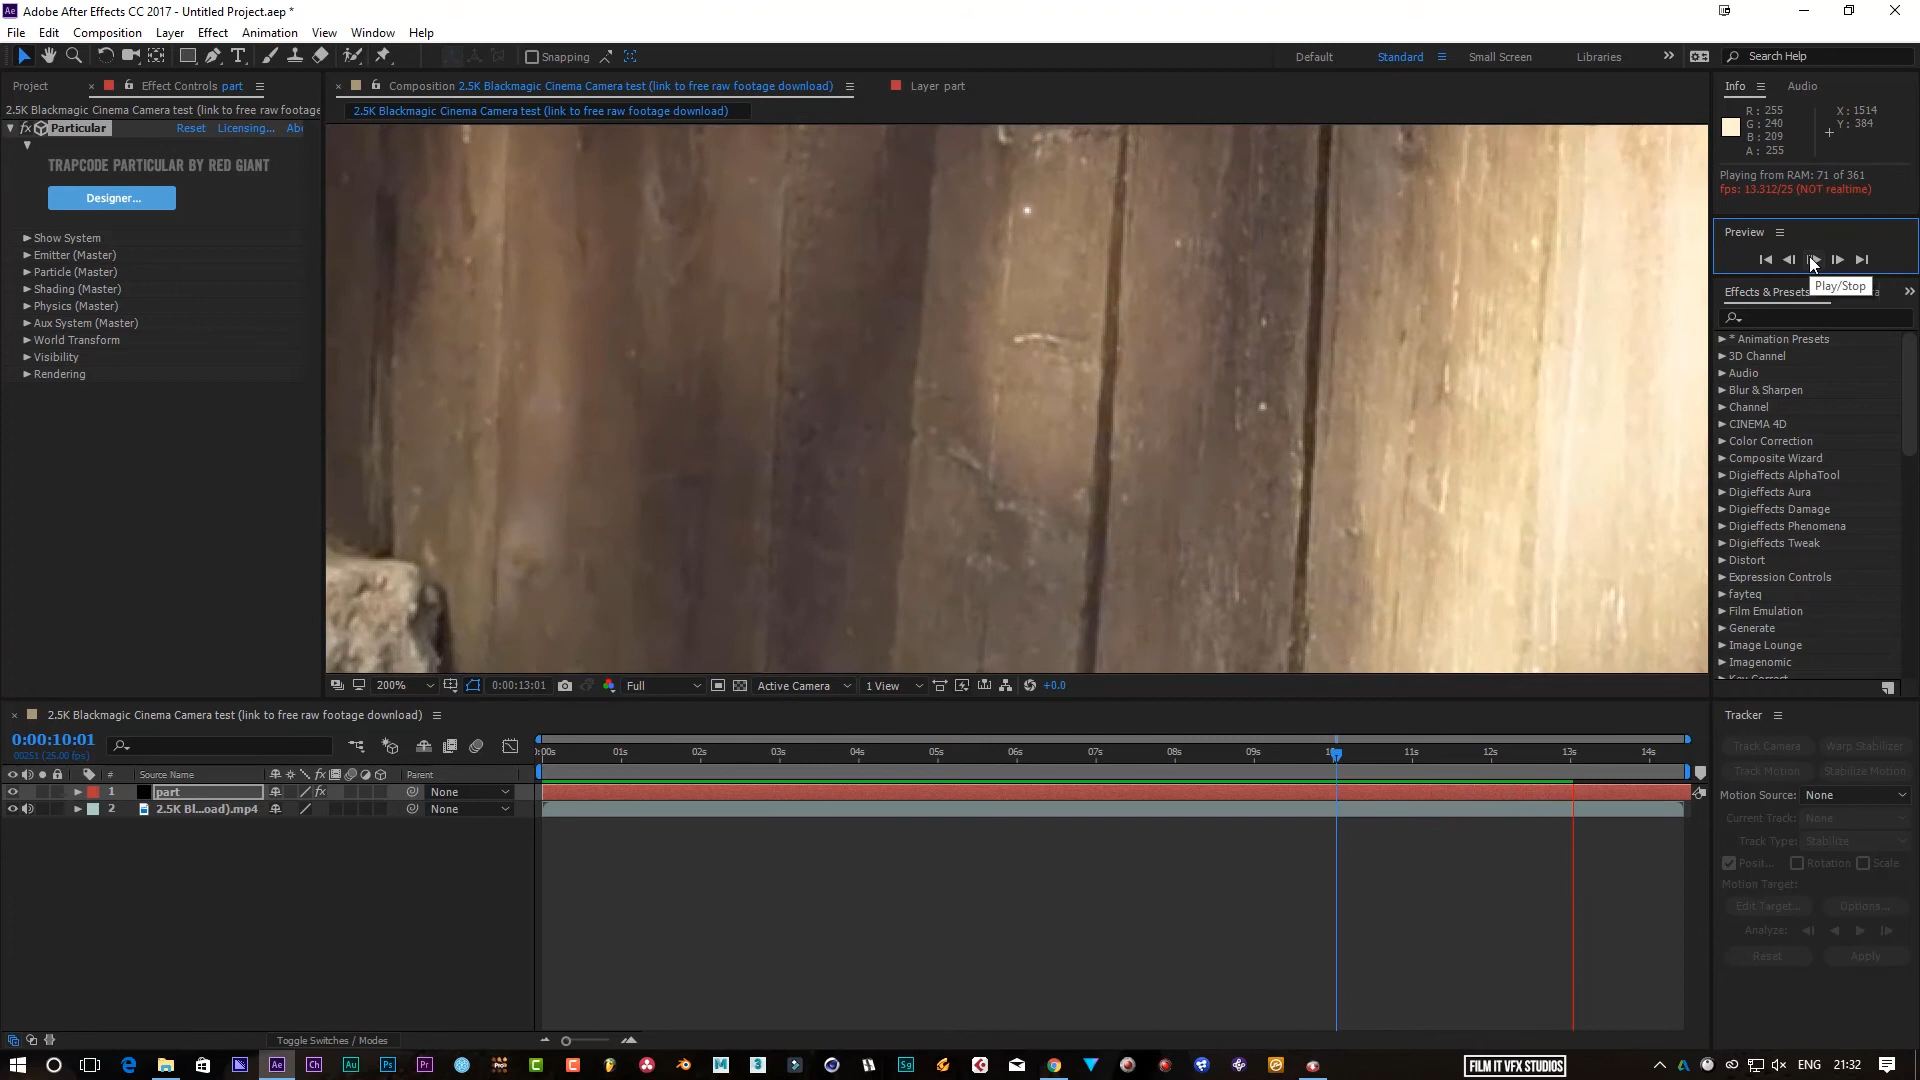 Adobe After Effects CC 2017 - Untitled Project.aep *
File Edit Composition Layer Effect Animation View Window Help
Snapping
Default Standard Small Screen Libraries
Search Help
Project
Effect Controls part
Composition 2.5K Blackmagic Cinema Camera test (link to free raw footage download)
Layer part
Info
Audio
2.5K Blackmagic Cinema Camera test (link to free raw footage
2.5K Blackmagic Cinema Camera test (link to free raw footage download)
R : 255
G : 240
B : 209
A : 255
X : 1514
Y : 384
fx Particular Reset Licensing... Abo
TRAPCODE PARTICULAR BY RED GIANT
Designer...
Playing from RAM: 71 of 361
fps: 13.312/25 (NOT realtime)
Show System
Emitter (Master)
Particle (Master)
Shading (Master)
Physics (Master)
Aux System (Master)
World Transform
Visibility
Rendering
Preview
Play/Stop
Effects & Presets
* Animation Presets
3D Channel
Audio
Blur & Sharpen
Channel
CINEMA 4D
Color Correction
Composite Wizard
Digieffects AlphaTool
Digieffects Aura
Digieffects Damage
Digieffects Phenomena
Digieffects Tweak
Distort
Expression Controls
fayteq
Film Emulation
Generate
Image Lounge
Imagenomic
Key Correct
200% 0:00:13:01 Full Active Camera 1 View +0.0
2.5K Blackmagic Cinema Camera test (link to free raw footage download)
0:00:10:01
00251 (25.00 fps)
:00s 01s 02s 03s 04s 05s 06s 07s 08s 09s 11s 12s 13s 14s
# Source Name fx Parent
1 part fx None
2 2.5K Bl...oad).mp4 None
Toggle Switches / Modes
Tracker
Track Camera Warp Stabilizer
Track Motion Stabilize Motion
Motion Source: None
Current Track: None
Track Type: Stabilize
Posit... Rotation Scale
Motion Target:
Edit Target... Options...
Analyze:
Reset Apply
Ae Ch Au Ps Pr
FILM IT VFX STUDIOS
ENG 21:32